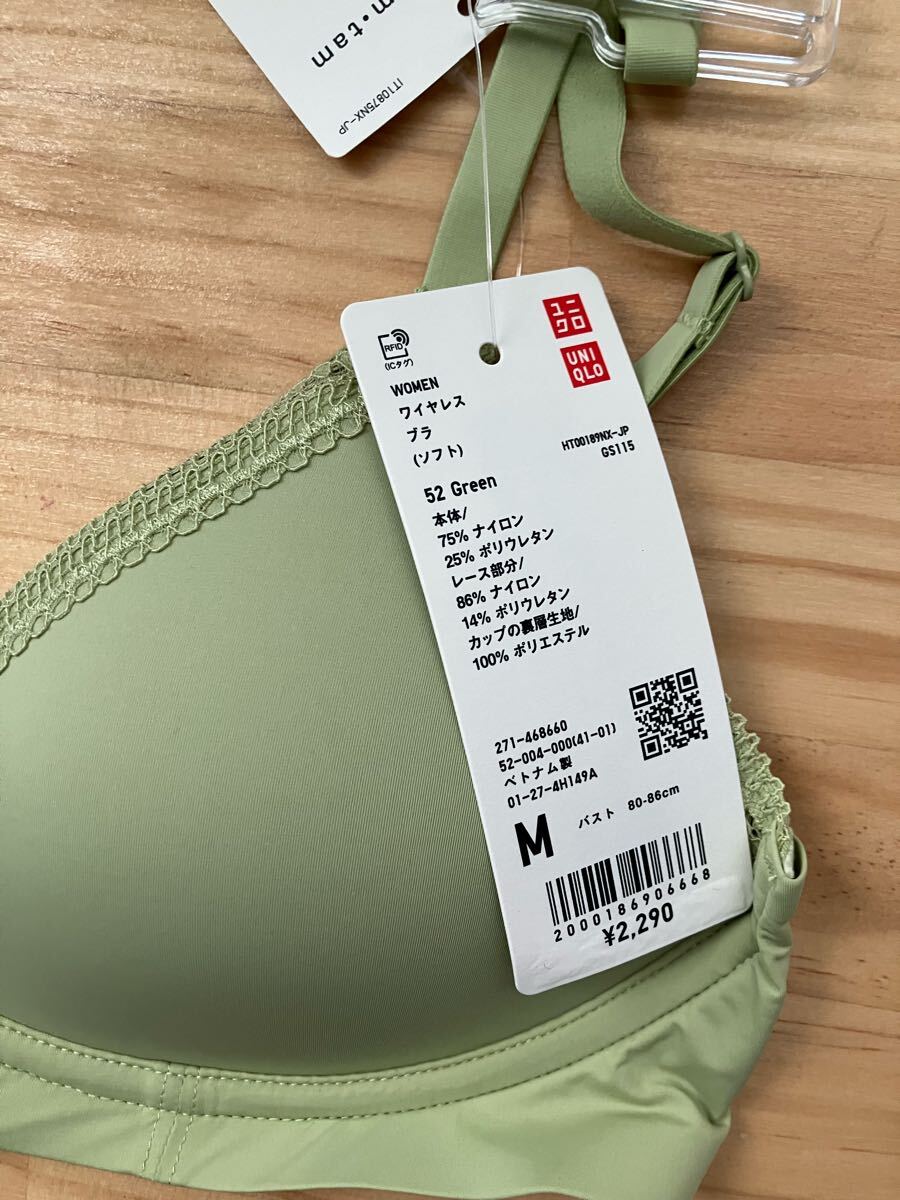 m•tam
IT10875NX-JP
ユニ
クロ
UNI
QLO
RFID
(ICタグ)
WOMEN
ワイヤレス
ブラ
(ソフト)
HT00189NX-JP
GS115
52 Green
本体/
75% ナイロン
25% ポリウレタン
レース部分/
86% ナイロン
14% ポリウレタン
カップの裏層生地/
100% ポリエステル
271-468660
52-004-000(41-01)
ベトナム製
01-27-4H149A
M バスト 80-86cm
2000186906668
¥2,290